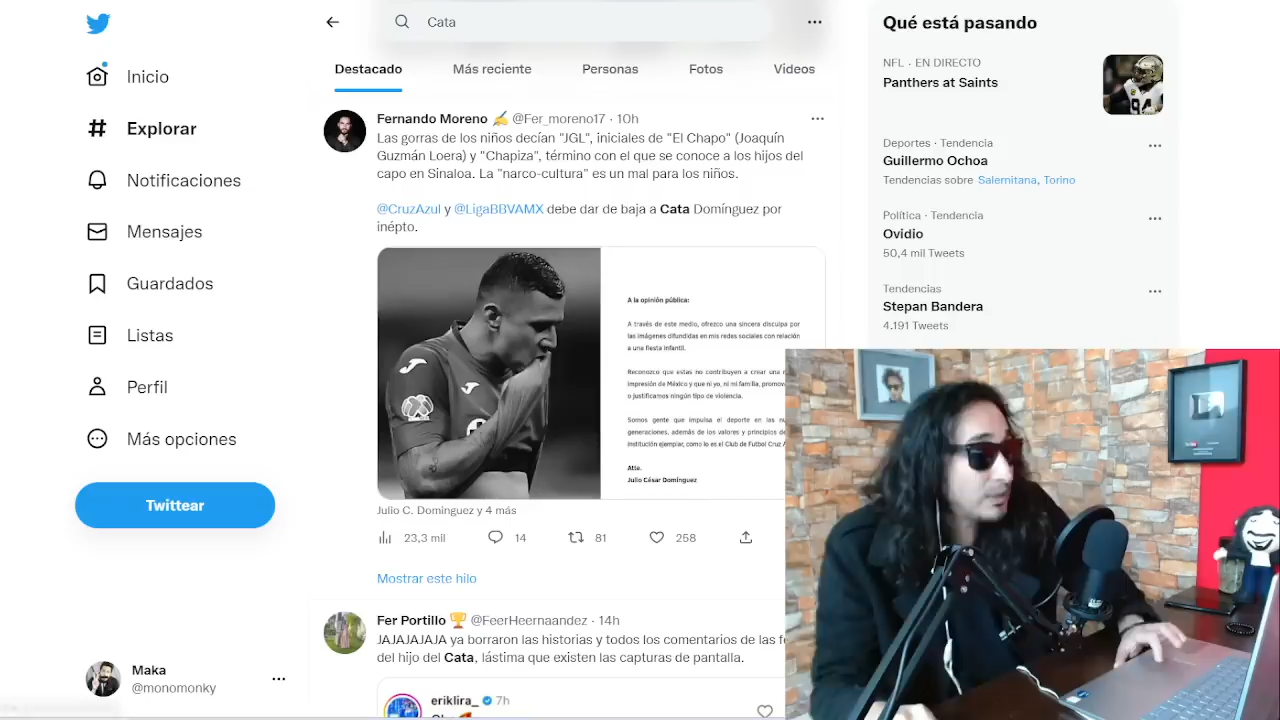 Cata
Qué está pasando
Inicio
Explorar
Notificaciones
Mensajes
Guardados
Listas
Perfil
Más opciones
Twittear
Maka
@monomonky
Destacado
Más reciente
Personas
Fotos
Videos
Fernando Moreno ✍ @Fer_moreno17 · 10h
Las gorras de los niños decían "JGL", iniciales de "El Chapo" (Joaquín
Guzmán Loera) y "Chapiza", término con el que se conoce a los hijos del
capo en Sinaloa. La "narco-cultura" es un mal para los niños.
@CruzAzul y @LigaBBVAMX debe dar de baja a Cata Domínguez por
inépto.
A la opinión pública:
A través de este medio, ofrezco una sincera disculpa por
las imágenes difundidas en mis redes sociales con relación
a una fiesta infantil.
Reconozco que estas no contribuyen a crear una
impresión de México y que ni yo, ni mi familia,
o justificamos ningún tipo de violencia.
Somos gente que impulsa el deporte en las
generaciones, además de los valores y principios
institución ejemplar, como lo es el Club de Futbol Cruz
Atte.
Julio César Domínguez
Julio C. Dominguez y 4 más
23,3 mil
14
81
258
Mostrar este hilo
Fer Portillo 🏆 @FeerHeernaandez · 14h
JAJAJAJAJA ya borraron las historias y todos los comentarios de las
del hijo del Cata, lástima que existen las capturas de pantalla.
eriklira_ 7h
NFL · EN DIRECTO
Panthers at Saints
Deportes · Tendencia
Guillermo Ochoa
Tendencias sobre Salernitana, Torino
Política · Tendencia
Ovidio
50,4 mil Tweets
Tendencias
Stepan Bandera
4.191 Tweets